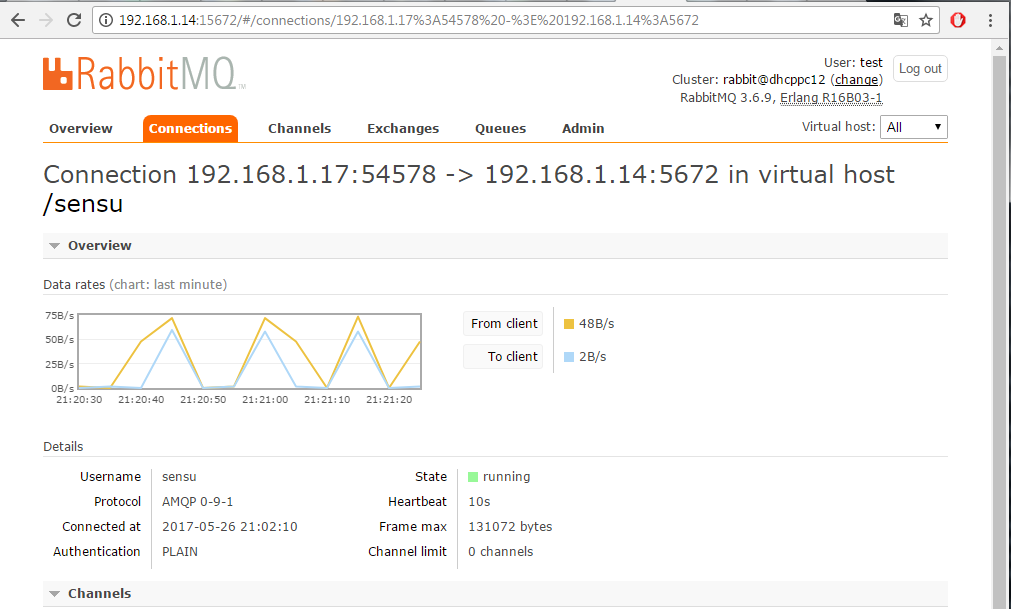 192.168.1.14:15672/#/connections/192.168.1.17%3A54578%20-%3E%20192.168.1.14%3A5672
RabbitMQ TM
User: test
Log out
Cluster: rabbit@dhcppc12 (change)
RabbitMQ 3.6.9, Erlang R16B03-1
Overview Connections Channels Exchanges Queues Admin Virtual host: All
Connection 192.168.1.17:54578 -> 192.168.1.14:5672 in virtual host
/sensu
Overview
Data rates (chart: last minute)
75B/s
50B/s
25B/s
0B/s
21:20:30 21:20:40 21:20:50 21:21:00 21:21:10 21:21:20
From client 48B/s
To client 2B/s
Details
Username sensu
Protocol AMQP 0-9-1
Connected at 2017-05-26 21:02:10
Authentication PLAIN
State running
Heartbeat 10s
Frame max 131072 bytes
Channel limit 0 channels
Channels